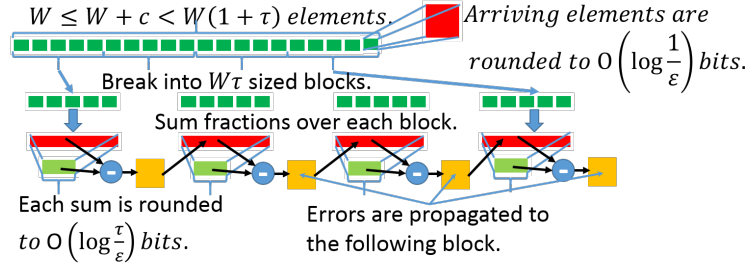 W ≤ W + c < W(1 + τ) elements.
Arriving elements are
rounded to O(log 1/ε) bits.
Break into Wτ sized blocks.
Sum fractions over each block.
- - - -
Each sum is rounded
to O(log τ/ε) bits.
Errors are propagated to
the following block.